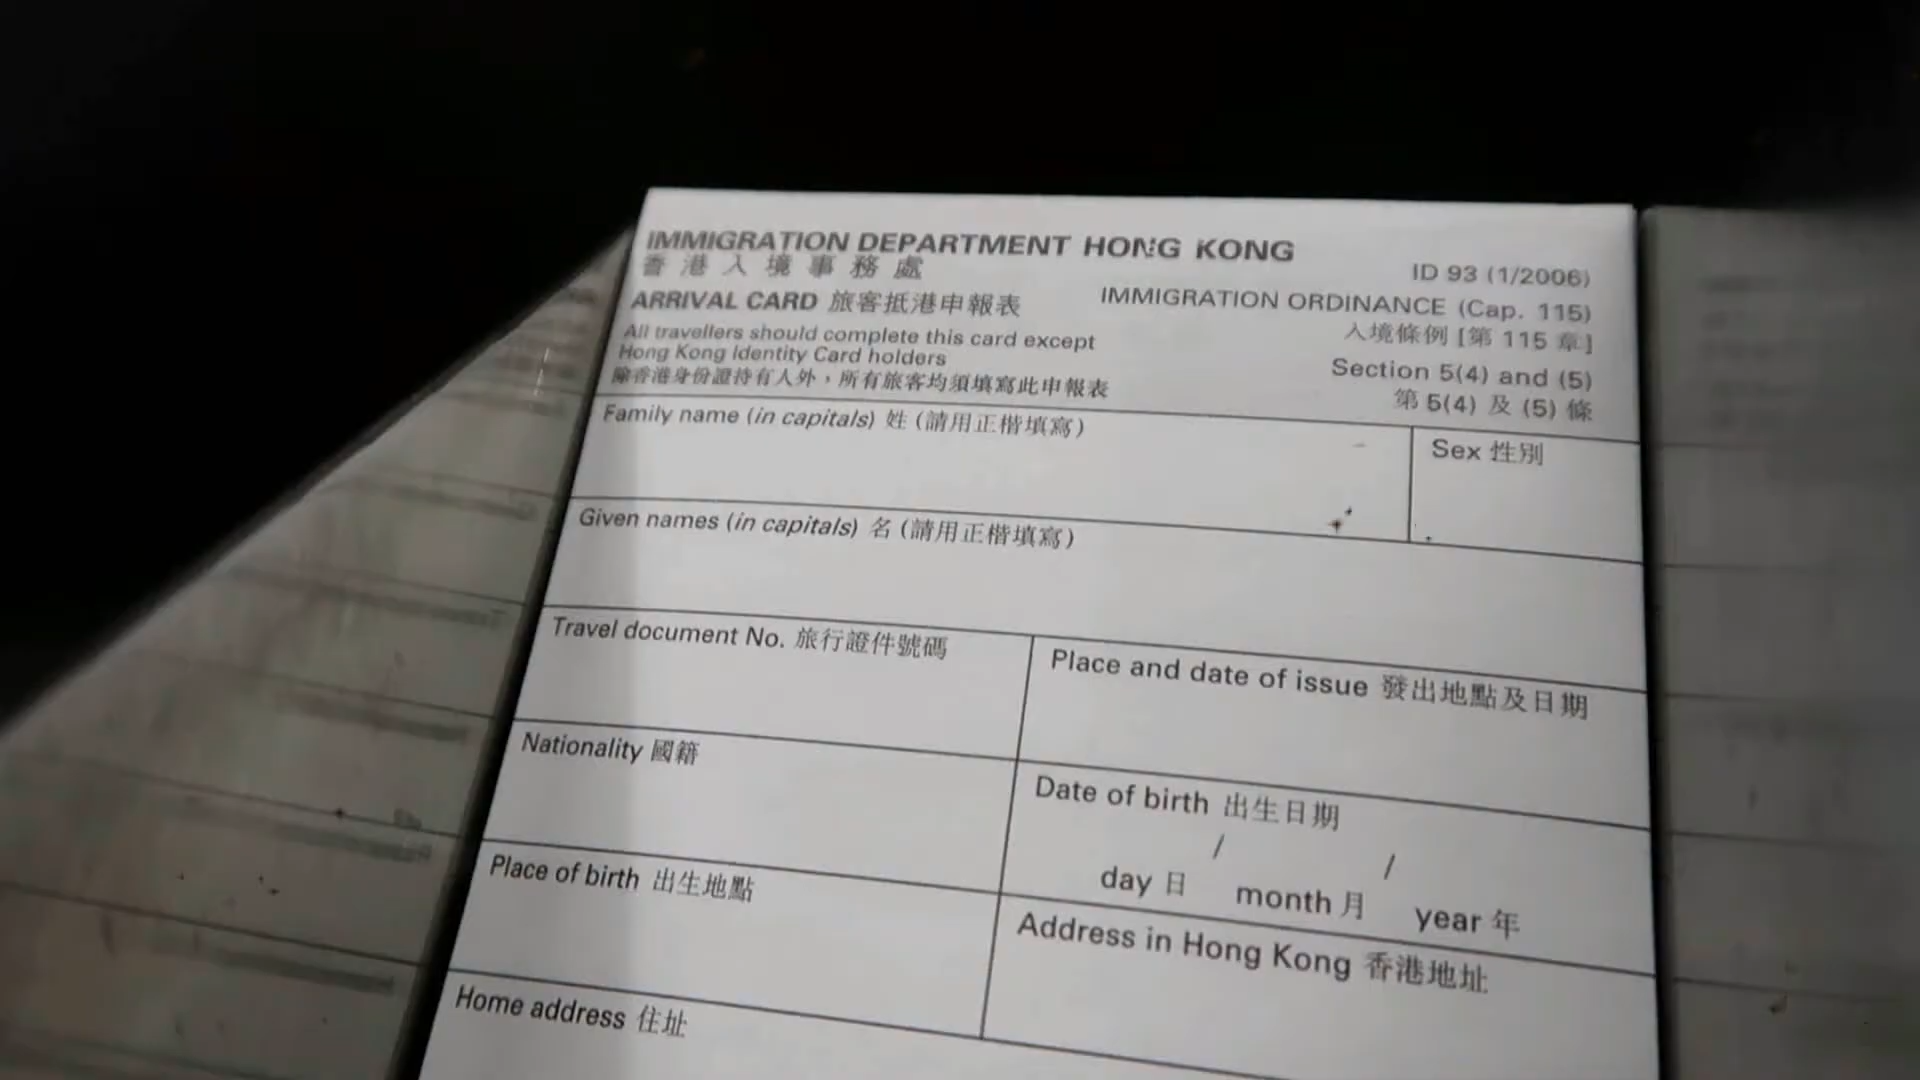 IMMIGRATION DEPARTMENT HONG KONG
香港入境事務處
ID 93 (1/2006)
ARRIVAL CARD 旅客抵港申報表
IMMIGRATION ORDINANCE (Cap. 115)
入境條例 [第 115 章]
All travellers should complete this card except
Hong Kong Identity Card holders
除香港身份證持有人外，所有旅客均須填寫此申報表
Section 5(4) and (5)
第 5(4) 及 (5) 條
Family name (in capitals) 姓 (請用正楷填寫)
Sex 性別
Given names (in capitals) 名 (請用正楷填寫)
Travel document No. 旅行證件號碼
Place and date of issue 發出地點及日期
Nationality 國籍
Date of birth 出生日期
/ /
day 日 month 月 year 年
Place of birth 出生地點
Address in Hong Kong 香港地址
Home address 住址